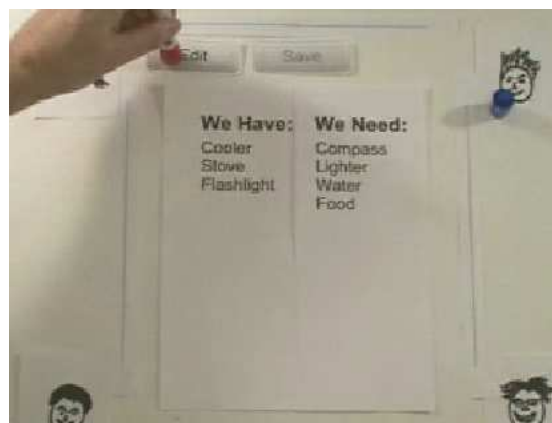 Edit
Save
We Have:
Cooler
Stove
Flashlight
We Need:
Compass
Lighter
Water
Food